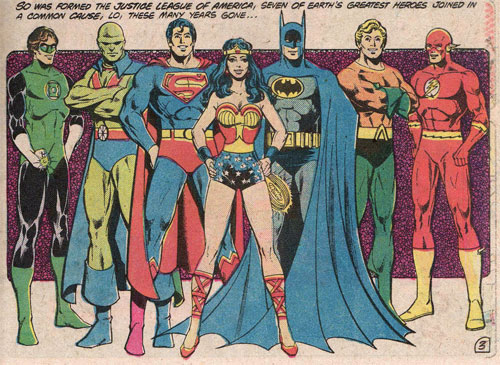 SO WAS FORMED THE JUSTICE LEAGUE OF AMERICA, SEVEN OF EARTH'S GREATEST HEROES JOINED IN
A COMMON CAUSE, LO, THESE MANY YEARS GONE...
S
3